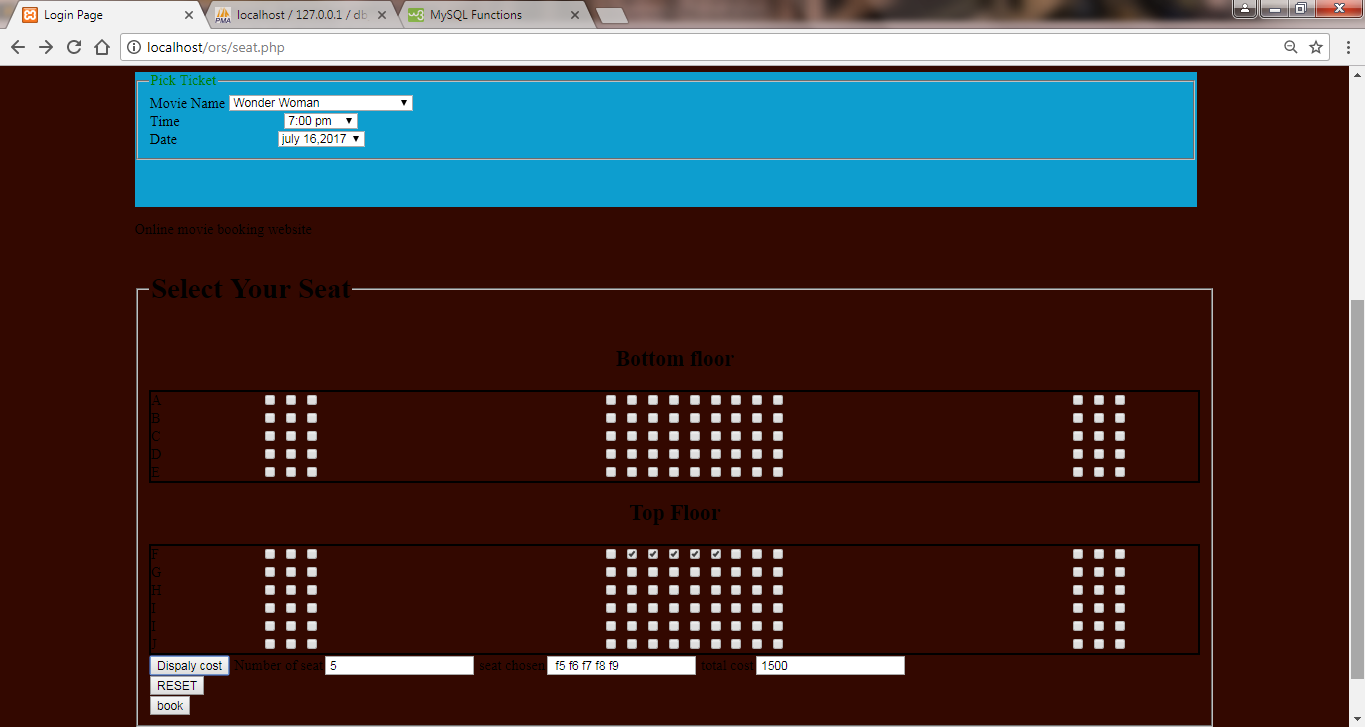 Login Page
localhost / 127.0.0.1 / db
MySQL Functions
localhost/ors/seat.php
Pick Ticket
Movie Name Wonder Woman
Time 7:00 pm
Date july 16,2017
Online movie booking website
Select Your Seat
Bottom floor
A
B
C
D
E
Top Floor
F
G
H
I
I
J
Dispaly cost Number of seat 5 seat chosen f5 f6 f7 f8 f9 total cost 1500
RESET
book